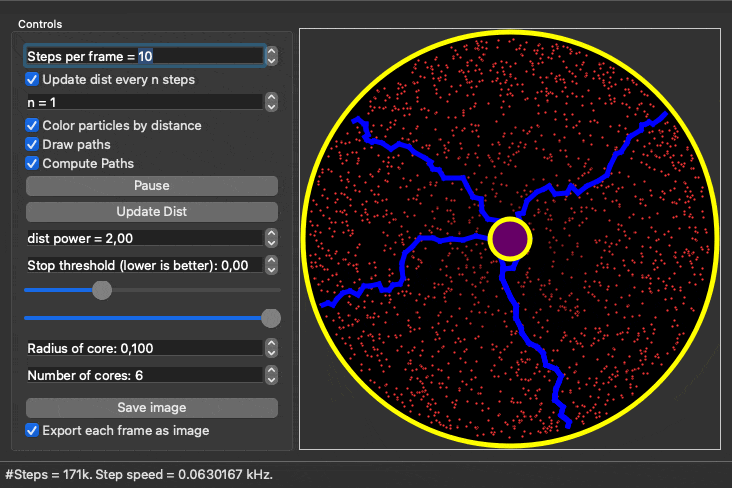 Controls
Steps per frame = 10
Update dist every n steps
n = 1
Color particles by distance
Draw paths
Compute Paths
Pause
Update Dist
dist power = 2,00
Stop threshold (lower is better): 0,00
Radius of core: 0,100
Number of cores: 6
Save image
Export each frame as image
#Steps = 171k. Step speed = 0.0630167 kHz.